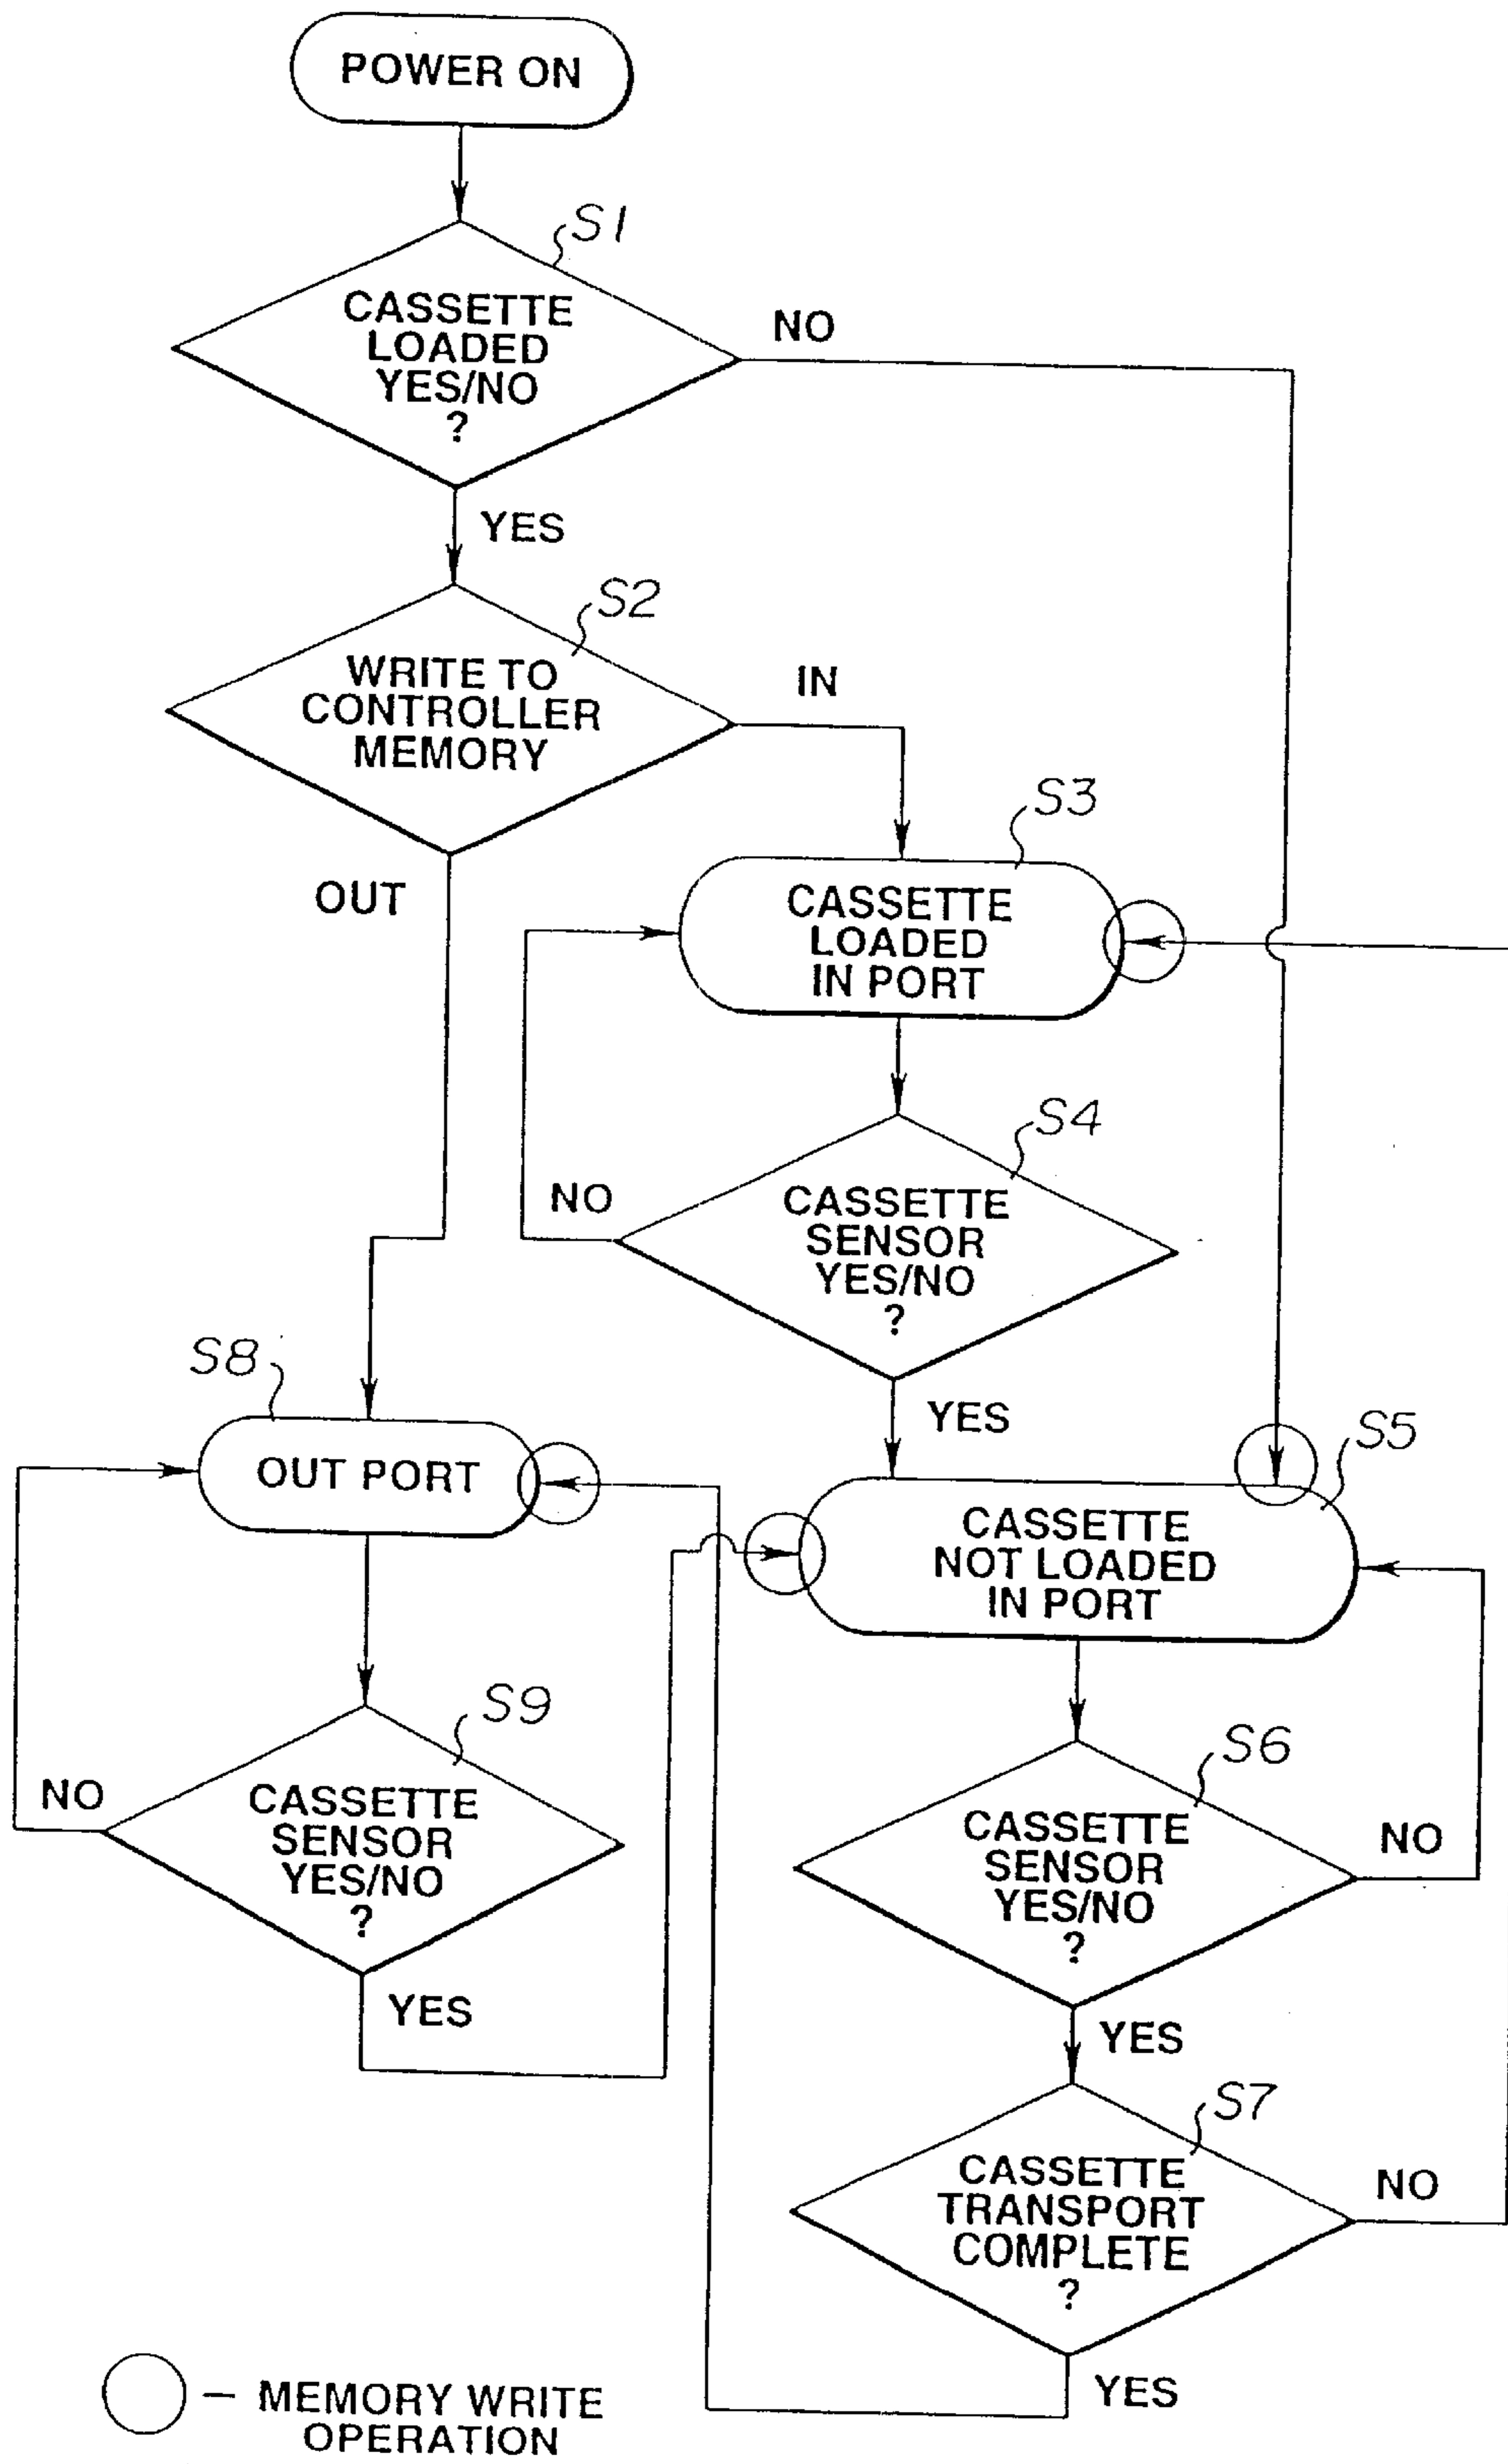 POWER ON
S1
CASSETTE
LOADED
YES/NO
?
NO
YES
S2
WRITE TO
CONTROLLER
MEMORY
IN
OUT
S3
CASSETTE
LOADED
IN PORT
S4
CASSETTE
SENSOR
YES/NO
?
NO
YES
S8
OUT PORT
S5
CASSETTE
NOT LOADED
IN PORT
S9
CASSETTE
SENSOR
YES/NO
?
NO
YES
S6
CASSETTE
SENSOR
YES/NO
?
NO
YES
S7
CASSETTE
TRANSPORT
COMPLETE
?
NO
YES
– MEMORY WRITE
OPERATION